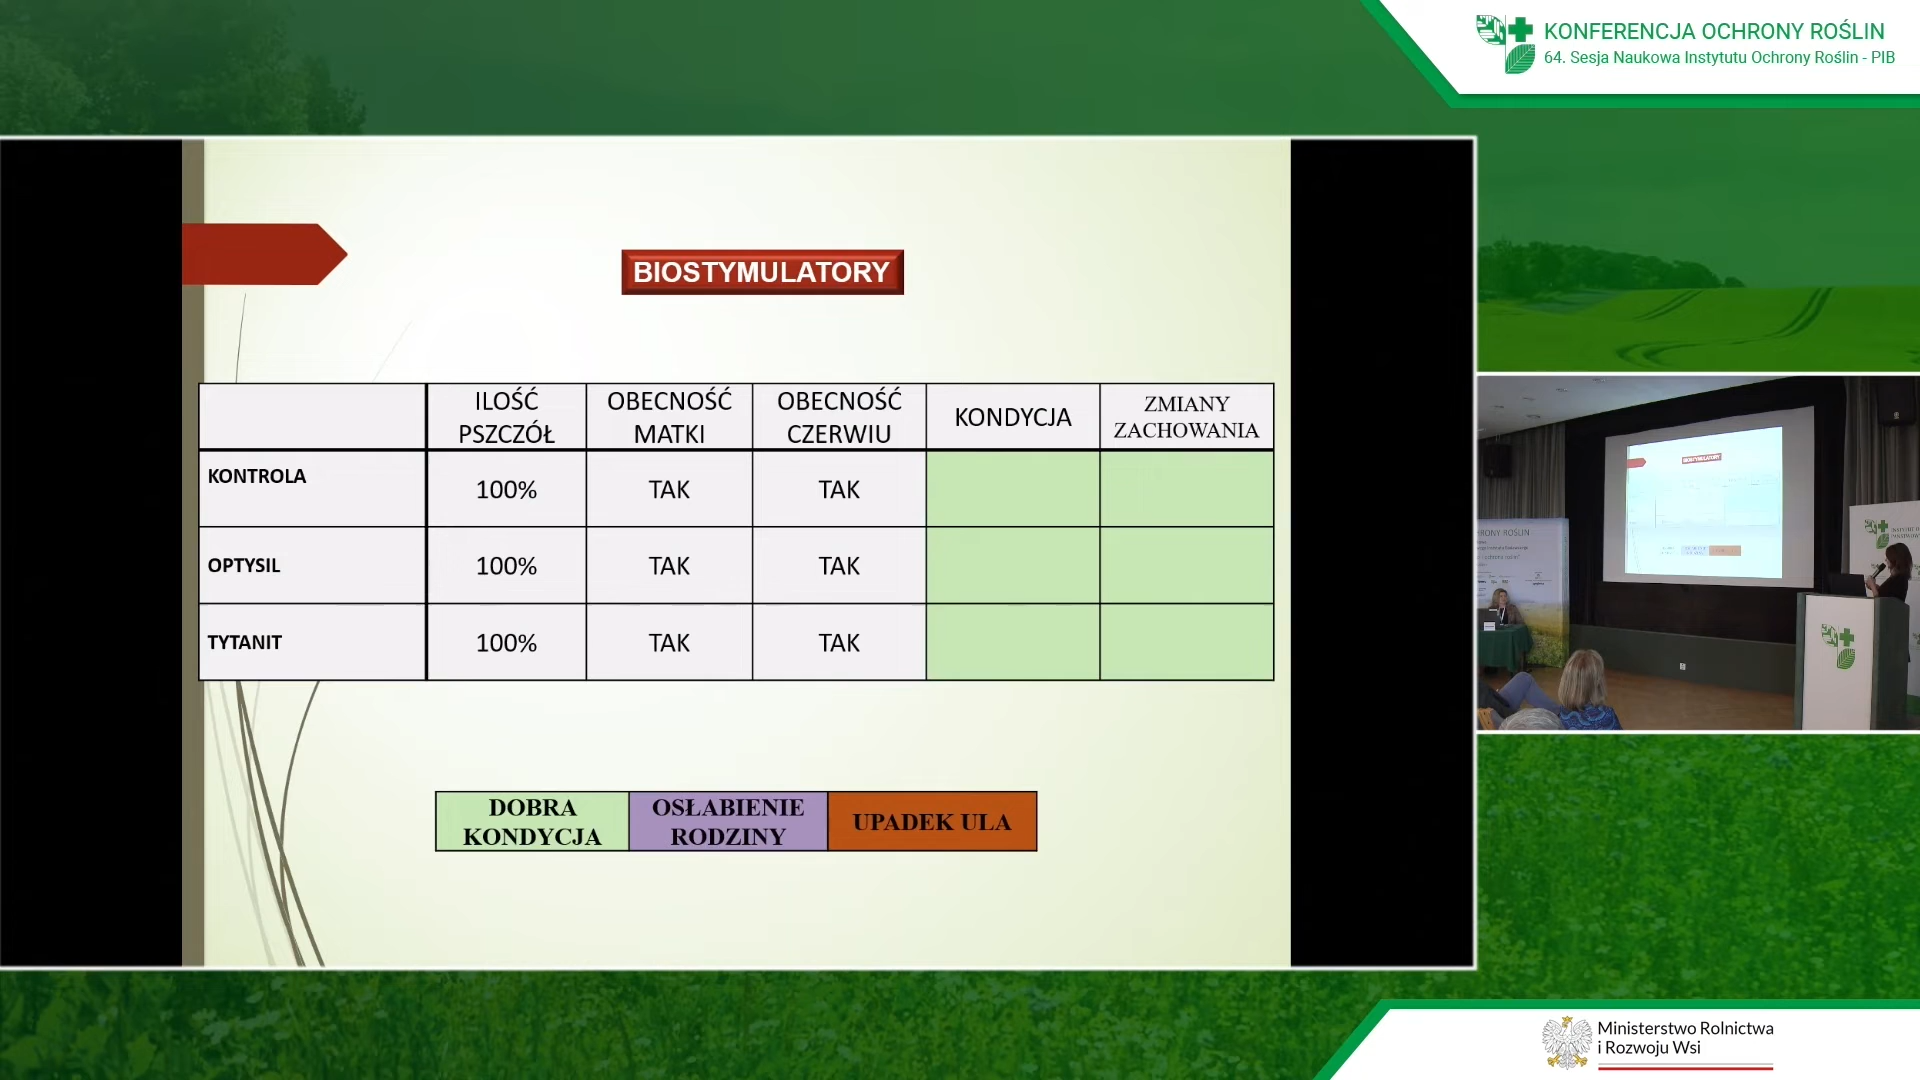 KONFERENCJA OCHRONY ROŚLIN
64. Sesja Naukowa Instytutu Ochrony Roślin - PIB
BIOSTYMULATORY
ILOŚĆ PSZCZÓŁ OBECNOŚĆ MATKI OBECNOŚĆ CZERWIU KONDYCJA ZMIANY ZACHOWANIA
KONTROLA 100% TAK TAK
OPTYSIL 100% TAK TAK
TYTANIT 100% TAK TAK
DOBRA KONDYCJA OSŁABIENIE RODZINY UPADEK ULA
BIOSTYMULATORY
Ministerstwo Rolnictwa
i Rozwoju Wsi